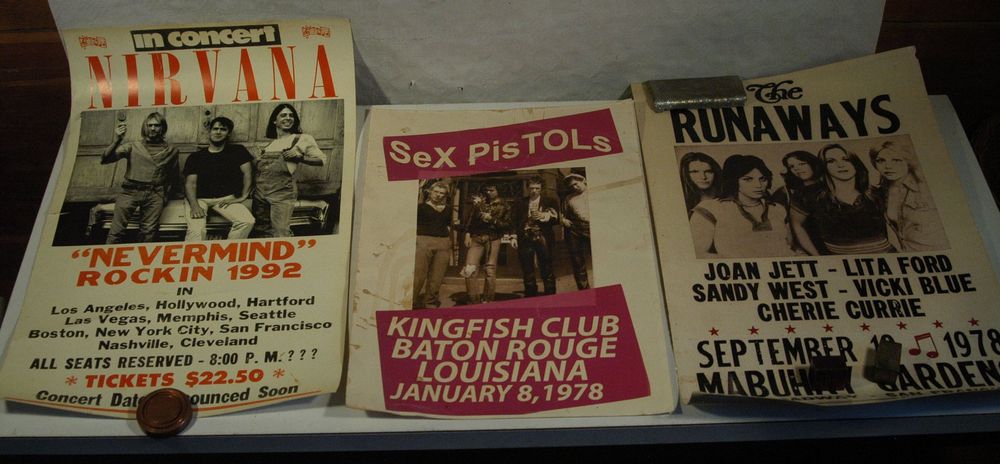 in concert
NIRVANA
"NEVERMIND"
ROCKIN 1992
IN
Los Angeles, Hollywood, Hartford
Las Vegas, Memphis, Seattle
Boston, New York City, San Francisco
Nashville, Cleveland
ALL SEATS RESERVED - 8:00 P. M. ? ? ?
* TICKETS $22.50 *
Concert Soon
SeX PisTOLs
KINGFISH CLUB
BATON ROUGE
LOUISIANA
JANUARY 8, 1978
The
RUNAWAYS
JOAN JETT - LITA FORD
SANDY WEST - VICKI BLUE
CHERIE CURRIE
SEPTEMBER 1978